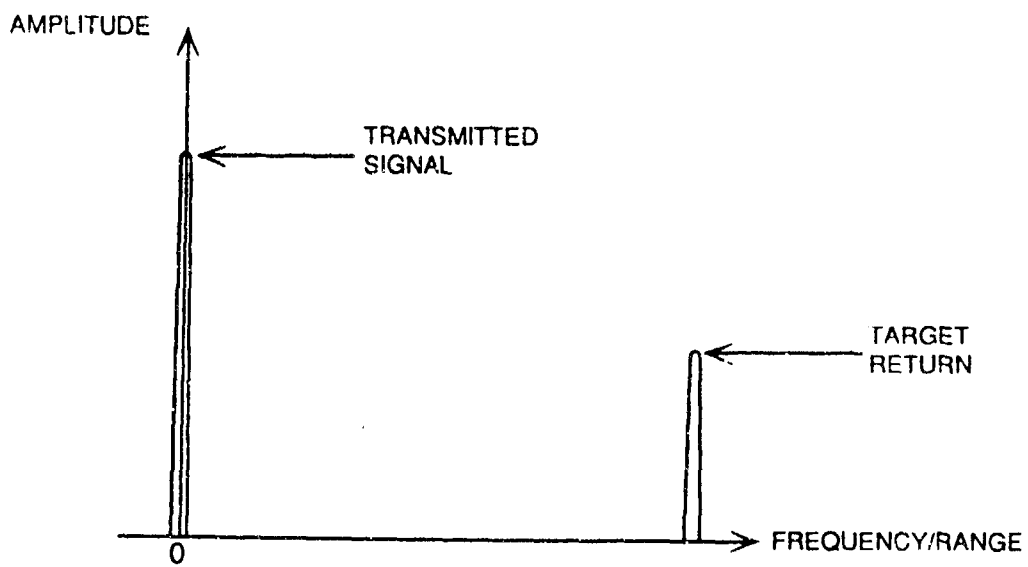 AMPLITUDE
TRANSMITTED
SIGNAL
TARGET
RETURN
0
FREQUENCY/RANGE